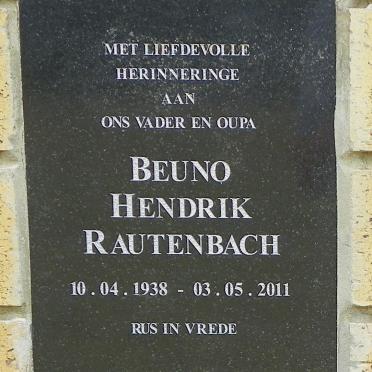 MET LIEFDEVOLLE
HERINNERINGE
AAN
ONS VADER EN OUPA
BEUNO
HENDRIK
RAUTENBACH
10.04.1938 - 03.05.2011
RUS IN VREDE